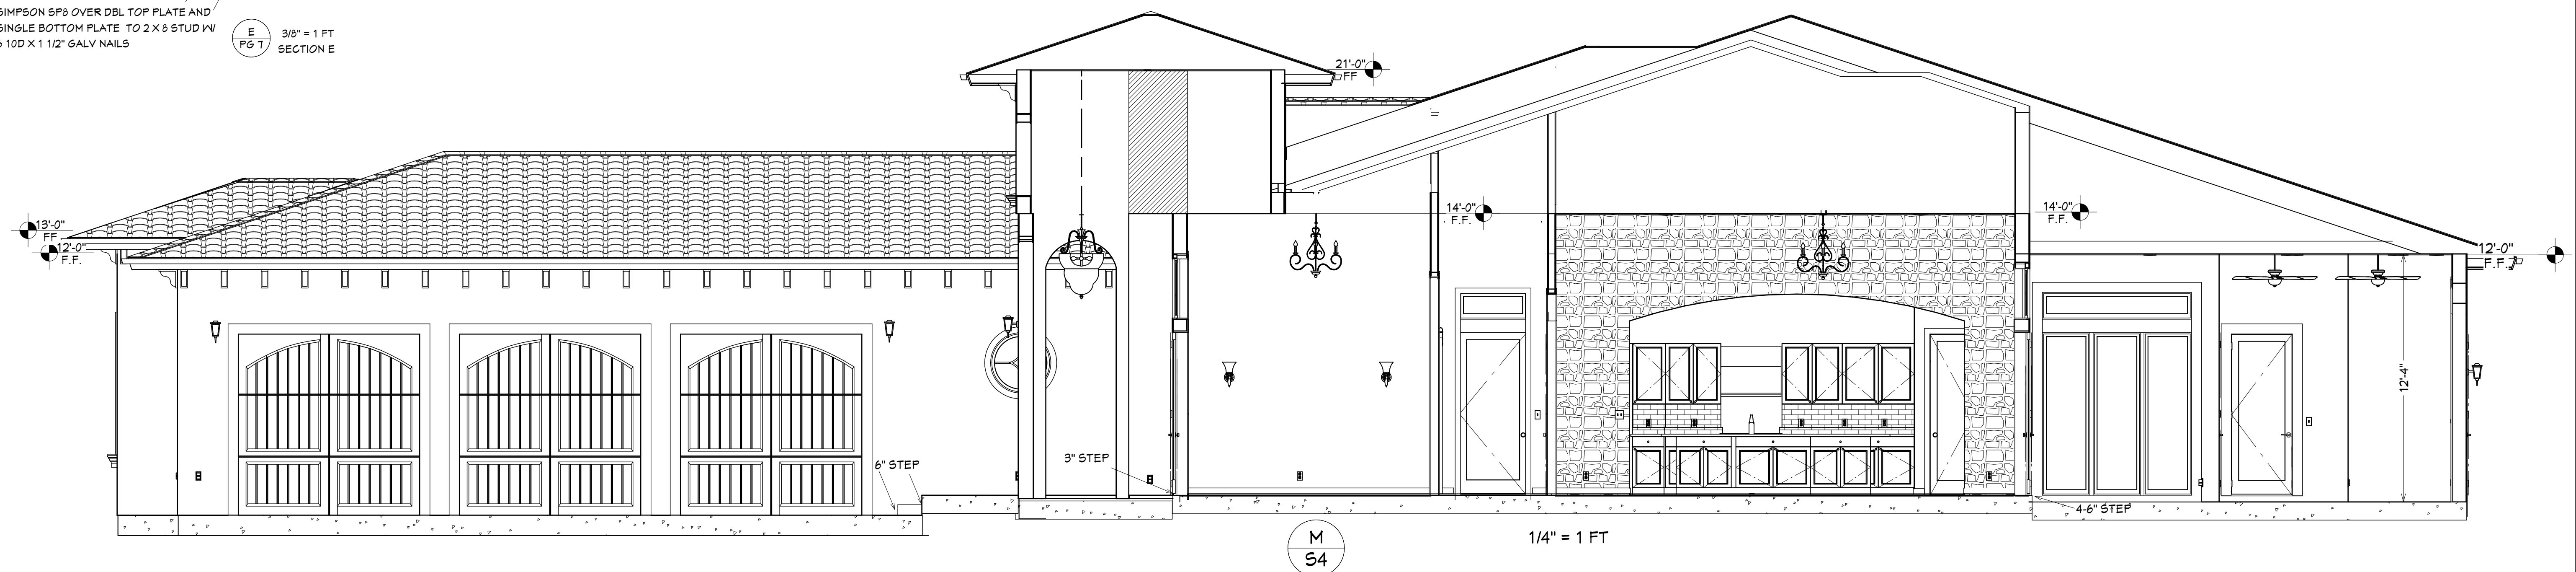 SIMPSON SP8 OVER DBL TOP PLATE AND
SINGLE BOTTOM PLATE TO 2 X 8 STUD W/
6 10D X 1 1/2" GALV NAILS
E
PG 7
3/8" = 1 FT
SECTION E
21'-0"
FF
13'-0"
FF
12'-0"
F.F.
14'-0"
F.F.
14'-0"
F.F.
12'-0"
F.F.
12'-4"
6" STEP
3" STEP
4-6" STEP
M
S4
1/4" = 1 FT